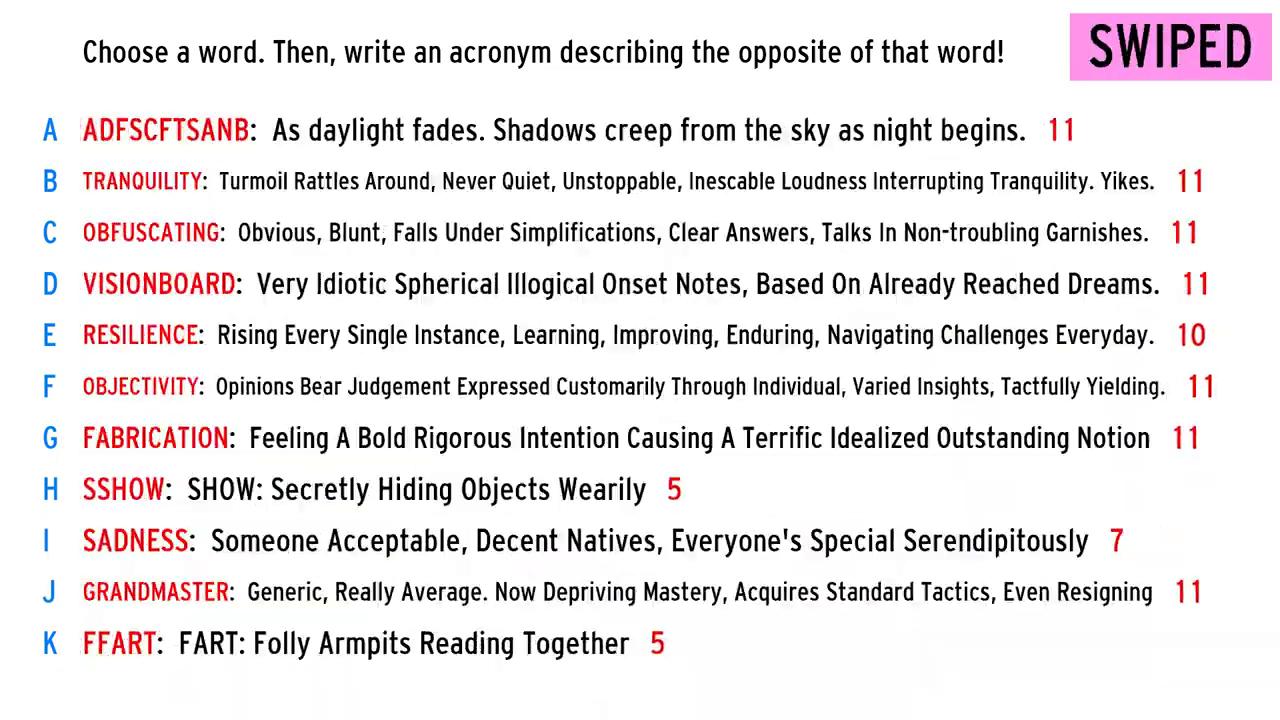 Choose a word. Then, write an acronym describing the opposite of that word!
SWIPED
A ADFSCFTSANB: As daylight fades. Shadows creep from the sky as night begins. 11
B TRANQUILITY: Turmoil Rattles Around, Never Quiet, Unstoppable, Inescable Loudness Interrupting Tranquility. Yikes. 11
C OBFUSCATING: Obvious, Blunt, Falls Under Simplifications, Clear Answers, Talks In Non-troubling Garnishes. 11
D VISIONBOARD: Very Idiotic Spherical Illogical Onset Notes, Based On Already Reached Dreams. 11
E RESILIENCE: Rising Every Single Instance, Learning, Improving, Enduring, Navigating Challenges Everyday. 10
F OBJECTIVITY: Opinions Bear Judgement Expressed Customarily Through Individual, Varied Insights, Tactfully Yielding. 11
G FABRICATION: Feeling A Bold Rigorous Intention Causing A Terrific Idealized Outstanding Notion 11
H SSHOW: SHOW: Secretly Hiding Objects Wearily 5
I SADNESS: Someone Acceptable, Decent Natives, Everyone's Special Serendipitously 7
J GRANDMASTER: Generic, Really Average. Now Depriving Mastery, Acquires Standard Tactics, Even Resigning 11
K FFART: FART: Folly Armpits Reading Together 5